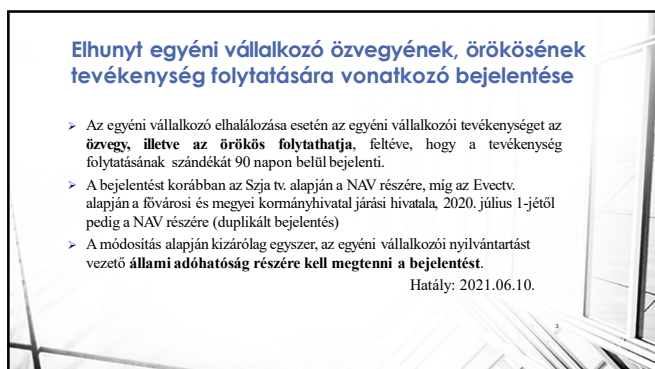 Elhunyt egyéni vállalkozó özvegyének, örökösének
tevékenység folytatására vonatkozó bejelentése
➢ Az egyéni vállalkozó elhalálozása esetén az egyéni vállalkozói tevékenységet az
özvegy, illetve az örökös folytathatja, feltéve, hogy a tevékenység
folytatásának szándékát 90 napon belül bejelenti.
➢ A bejelentést korábban az Szja tv. alapján a NAV részére, míg az Evectv.
alapján a fővárosi és megyei kormányhivatal járási hivatala, 2020. július 1-jétől
pedig a NAV részére (duplikált bejelentés)
➢ A módosítás alapján kizárólag egyszer, az egyéni vállalkozói nyilvántartást
vezető állami adóhatóság részére kell megtenni a bejelentést.
Hatály: 2021.06.10.
3